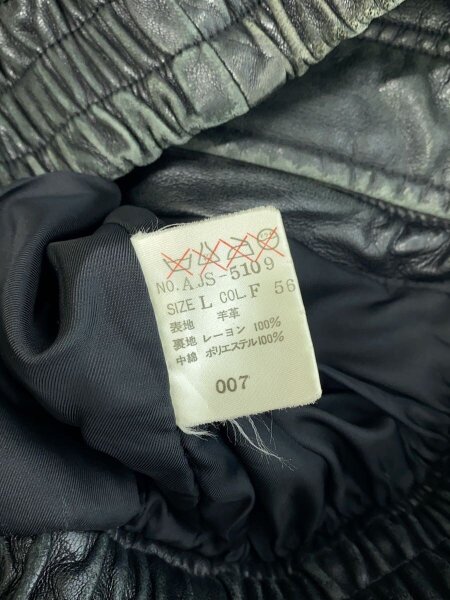 NO. AJS-5109
SIZE L COL. F 56
表地 羊革
裏地 レーヨン 100%
中綿 ポリエステル100%
007